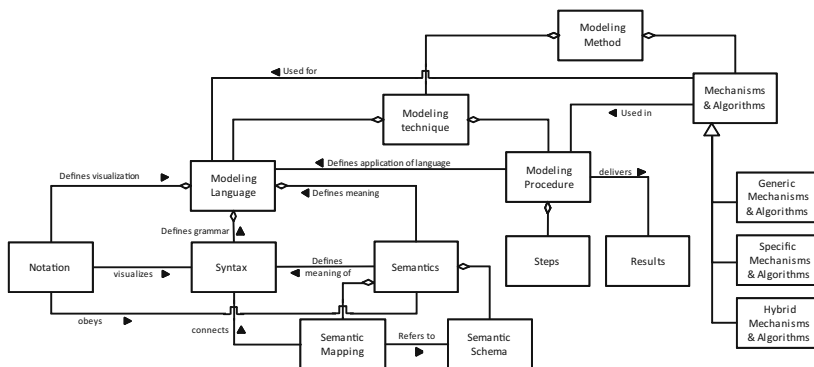 Modeling
Method
Used for
Mechanisms
& Algorithms
Modeling
technique
Used in
Defines application of language
Defines visualization
Modeling
Language
Defines meaning
Modeling
Procedure
delivers
Generic
Mechanisms
& Algorithms
Defines grammar
Notation
visualizes
Syntax
Defines
meaning of
Semantics
Steps
Results
Specific
Mechanisms
& Algorithms
obeys
connects
Semantic
Mapping
Refers to
Semantic
Schema
Hybrid
Mechanisms
& Algorithms